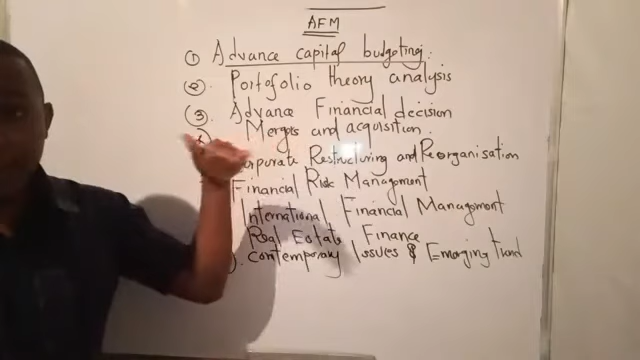 AFM
① Advance capital budgeting.
②. Portofolio theory analysis
③. Advance Financial decision
Mergers and acquisition.
Corporate Restructuring and Reorganisation
Financial Risk Management
International Financial Management
Real Estate Finance
). Contemporary Issues & Emerging trend